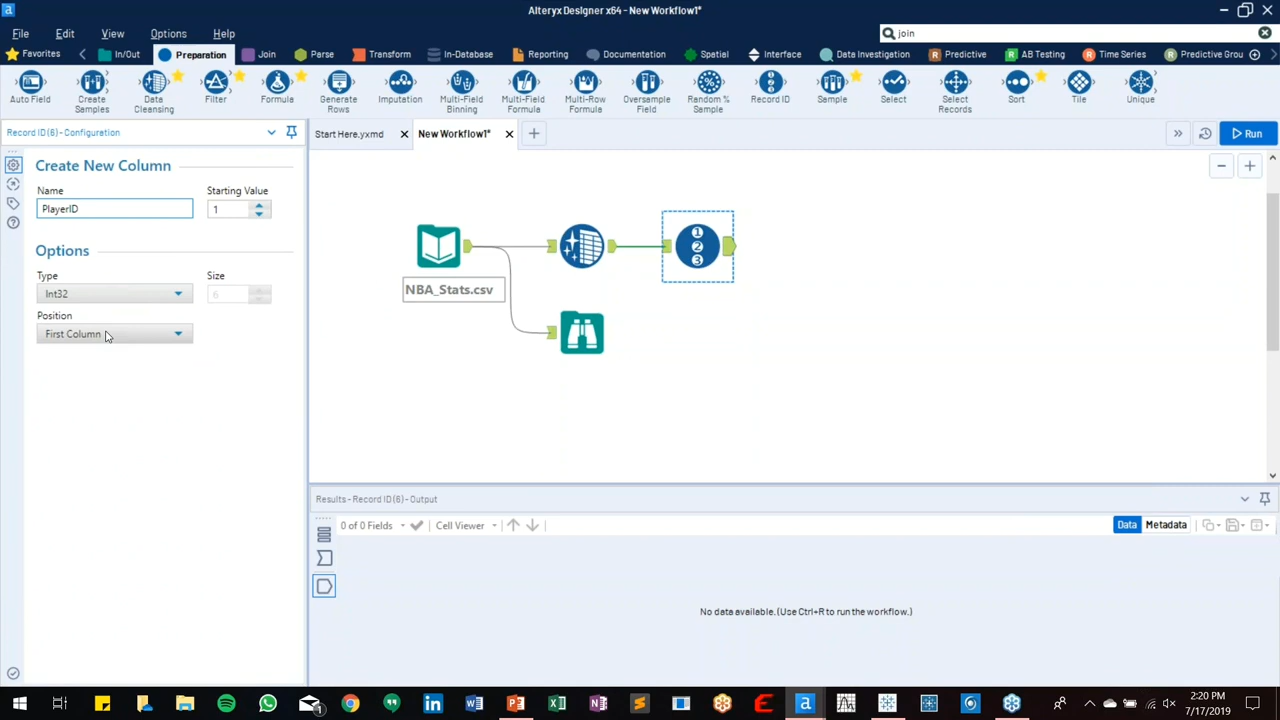 Alteryx Designer x64 - New Workflow1*
File Edit View Options Help
join
Favorites In/Out Preparation Join Parse Transform In-Database Reporting Documentation Spatial Interface Data Investigation Predictive AB Testing Time Series Predictive Grou
Auto Field
Create Samples
Data Cleansing
Filter
Formula
Generate Rows
Imputation
Multi-Field Binning
Multi-Field Formula
Multi-Row Formula
Oversample Field
Random % Sample
Record ID
Sample
Select
Select Records
Sort
Tile
Unique
Record ID (6) - Configuration
Start Here.yxmd New Workflow1*
Run
Create New Column
Name Starting Value
PlayerID 1
Options
Type Size
Int32 6
Position
First Column
1
2
3
NBA_Stats.csv
Results - Record ID (6) - Output
0 of 0 Fields Cell Viewer Data Metadata
No data available. (Use Ctrl+R to run the workflow.)
2:20 PM
7/17/2019